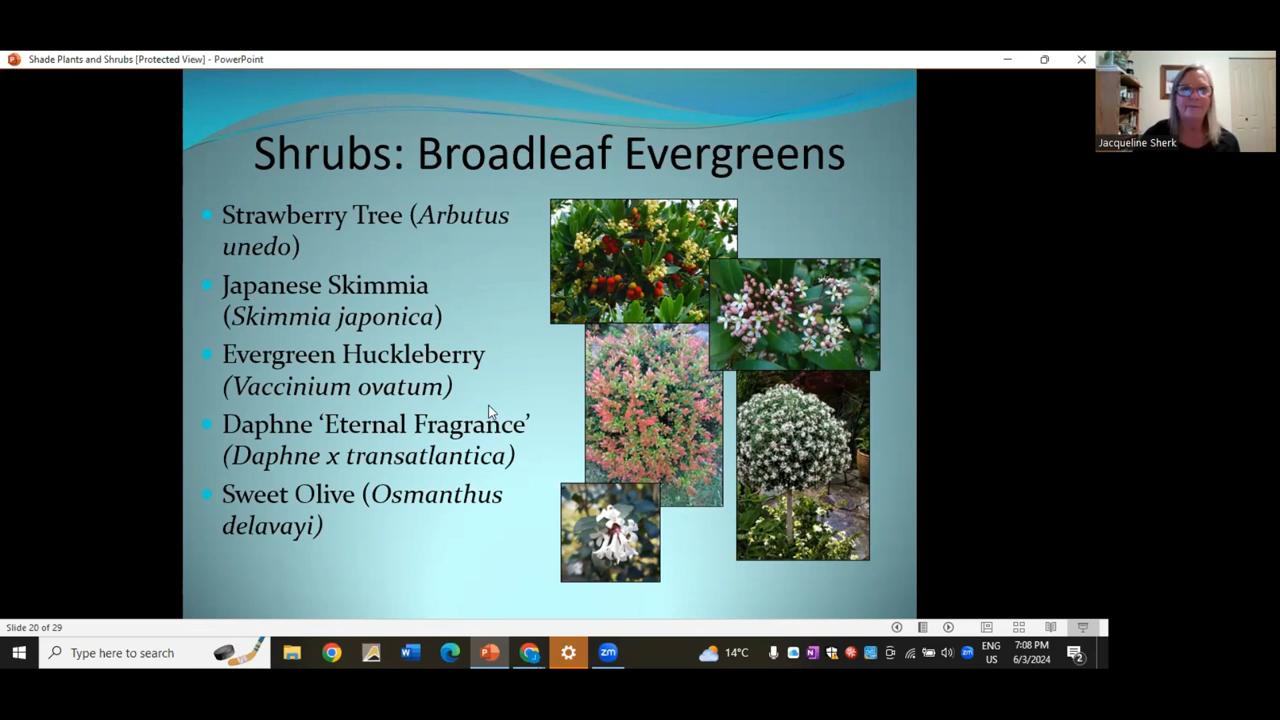 Shade Plants and Shrubs [Protected View] - PowerPoint
Jacqueline Sherk
Shrubs: Broadleaf Evergreens
Strawberry Tree (Arbutus
unedo)
Japanese Skimmia
(Skimmia japonica)
Evergreen Huckleberry
(Vaccinium ovatum)
Daphne ‘Eternal Fragrance’
(Daphne x transatlantica)
Sweet Olive (Osmanthus
delavayi)
Slide 20 of 29
Type here to search
14°C
ENG
US
7:08 PM
6/3/2024
2